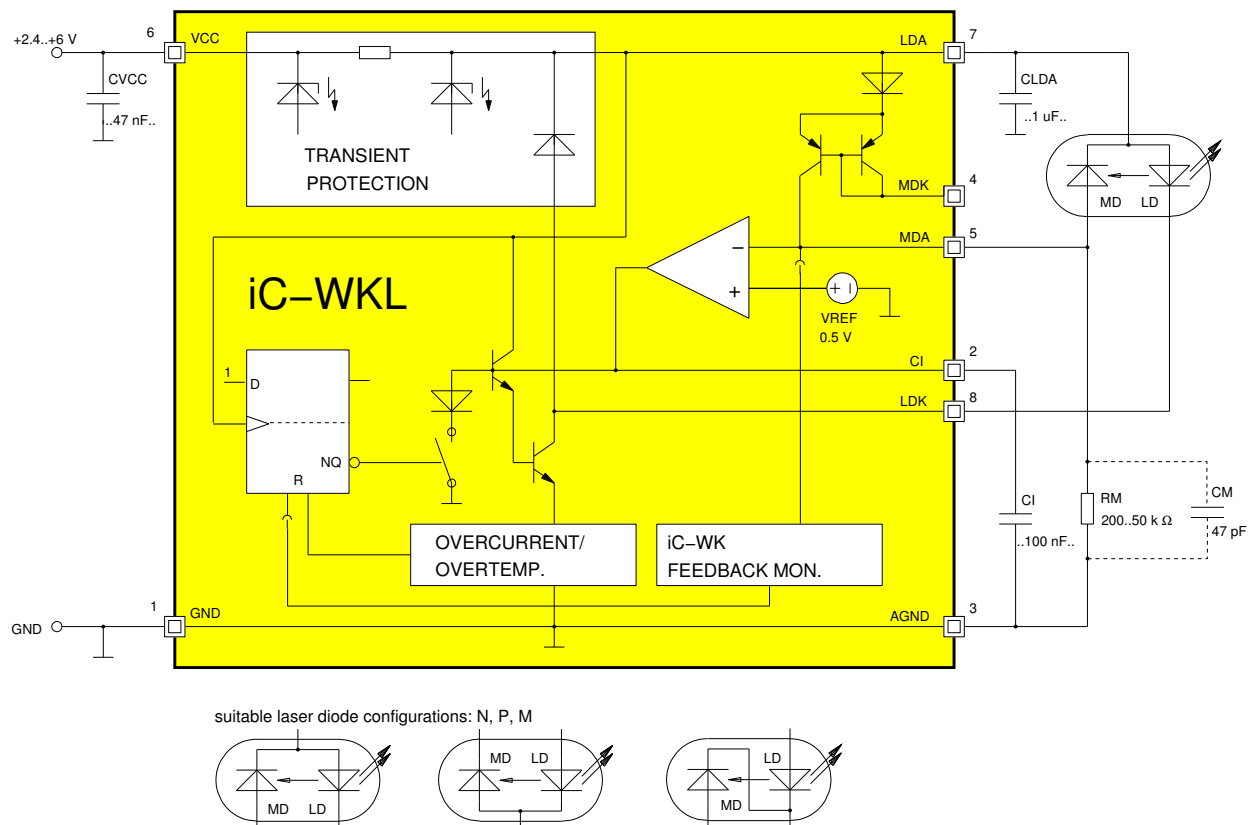 +2.4..+6 V
6
VCC
LDA
7
CVCC
..47 nF..
TRANSIENT
PROTECTION
CLDA
..1 uF..
MDK
4
MD
LD
MDA
5
−
+
+
−
VREF
0.5 V
iC−WKL
CI
2
LDK
8
1
D
NQ
R
OVERCURRENT/
OVERTEMP.
iC−WK
FEEDBACK MON.
CI
..100 nF..
RM
200..50 k Ω
CM
47 pF
GND
1
GND
AGND
3
suitable laser diode configurations: N, P, M
MD
LD
MD
LD
LD
MD